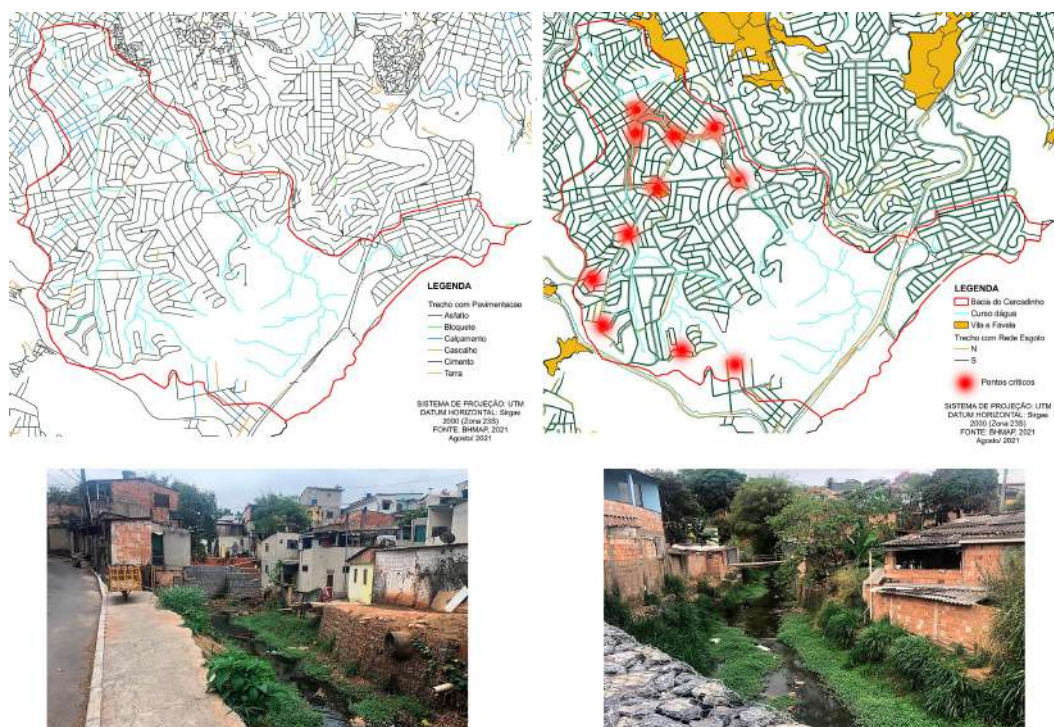 LEGENDA
Trecho com Pavimentacao
Asfalto
Bloquete
Calçamento
Cascalho
Cimento
Terra
SISTEMA DE PROJEÇÃO: UTM
DATUM HORIZONTAL: Sirgas
2000 (Zona 23S)
FONTE: BHMAP, 2021
Agosto/ 2021
LEGENDA
Bacia do Cercadinho
Curso dágua
Vila e Favela
Trecho com Rede Esgoto
N
S
Pontos críticos
SISTEMA DE PROJEÇÃO: UTM
DATUM HORIZONTAL: Sirgas
2000 (Zona 23S)
FONTE: BHMAP, 2021
Agosto/ 2021